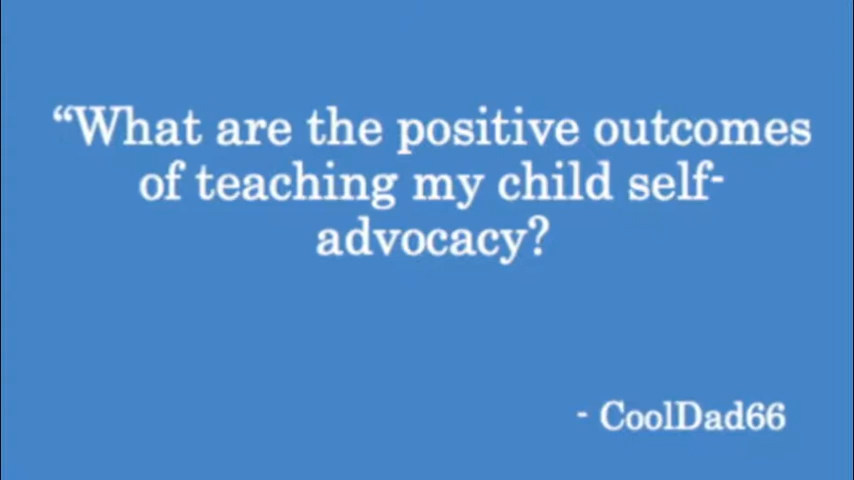 “What are the positive outcomes
of teaching my child self-
advocacy?
- CoolDad66